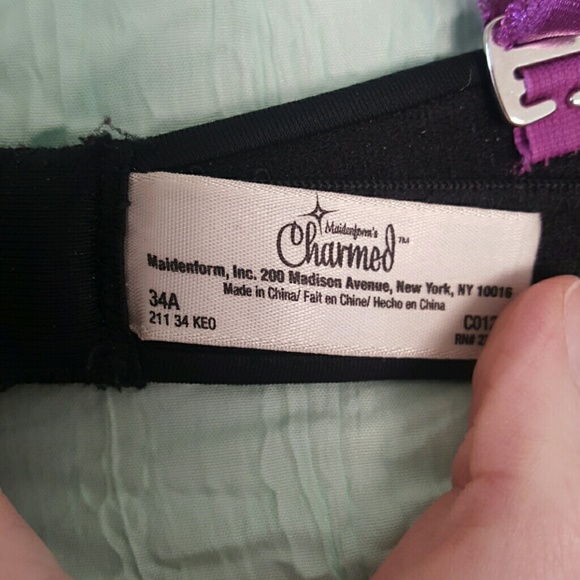 Maidenform's
Charmed™
Maidenform, Inc. 200 Madison Avenue, New York, NY 10016
Made in China/ Fait en Chine/ Hecho en China
34A
211 34 KEO
RN#